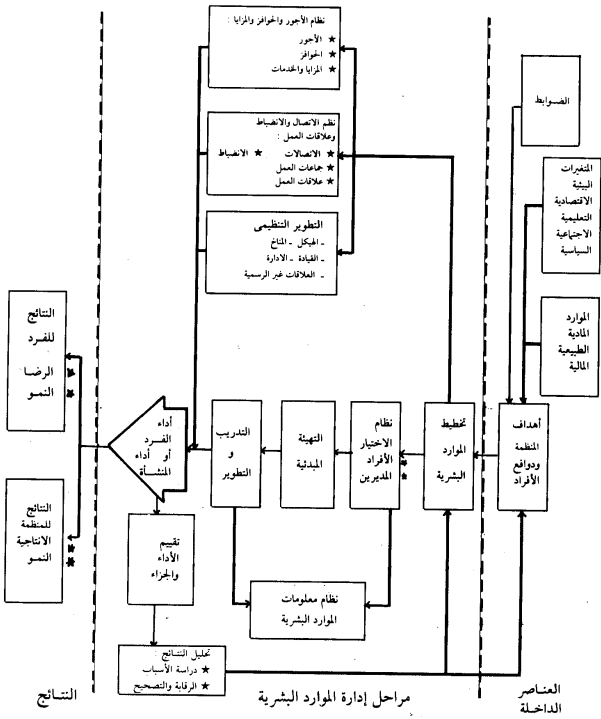 الضوابط
المتغيرات
البيئية
الاقتصادية
التعليمية
الاجتماعية
السياسية
الموارد
المادية
الطبيعية
المالية
أهداف
المنظمة
ودوافع
الأفراد
العناصر
الداخلة
نظام الأجور والحوافز والمزايا :
★ الأجور
★ الحوافز
★ المزايا والخدمات
نظم الاتصال والانضباط
وعلاقات العمل :
★ الاتصالات ★ الانضباط
★ جماعات العمل
★ علاقات العمل
التطوير التنظيمى
ـ الهيكل ـ المناخ
ـ القيادة ـ الادارة
ـ العلاقات غير الرسمية
تخطيط
الموارد
البشرية
نظام
الاختيار
★ الأفراد
★ المديرين
التهيئة
المبدئية
التدريب
و
التطوير
أداء
الفرد
أو أداء
المنشأة
تقييم
الأداء
والجزاء
نظام معلومات
الموارد البشرية
تحليل النتائج :
★ دراسة الأسباب
★ الرقابة والتصحيح
مراحل إدارة الموارد البشرية
النتائج
للفرد
★ الرضا
★ النمو
النتائج
للمنظمة
★ الانتاجية
★ النمو
النتائج